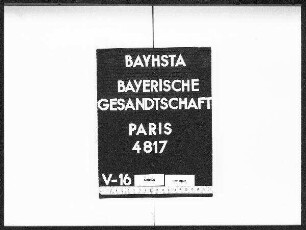 BAYHSTA
BAYERISCHE
GESANDTSCHAFT
PARIS
4817
V-16